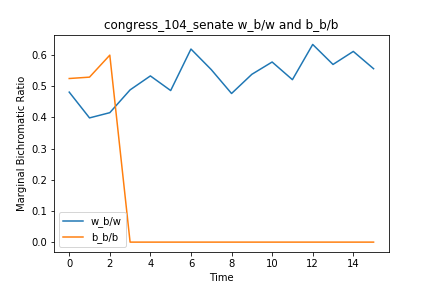 congress_104_senate w_b/w and b_b/b
Marginal Bichromatic Ratio
0.6
0.5
0.4
0.3
0.2
0.1
0.0
w_b/w
b_b/b
0 2 4 6 8 10 12 14
Time